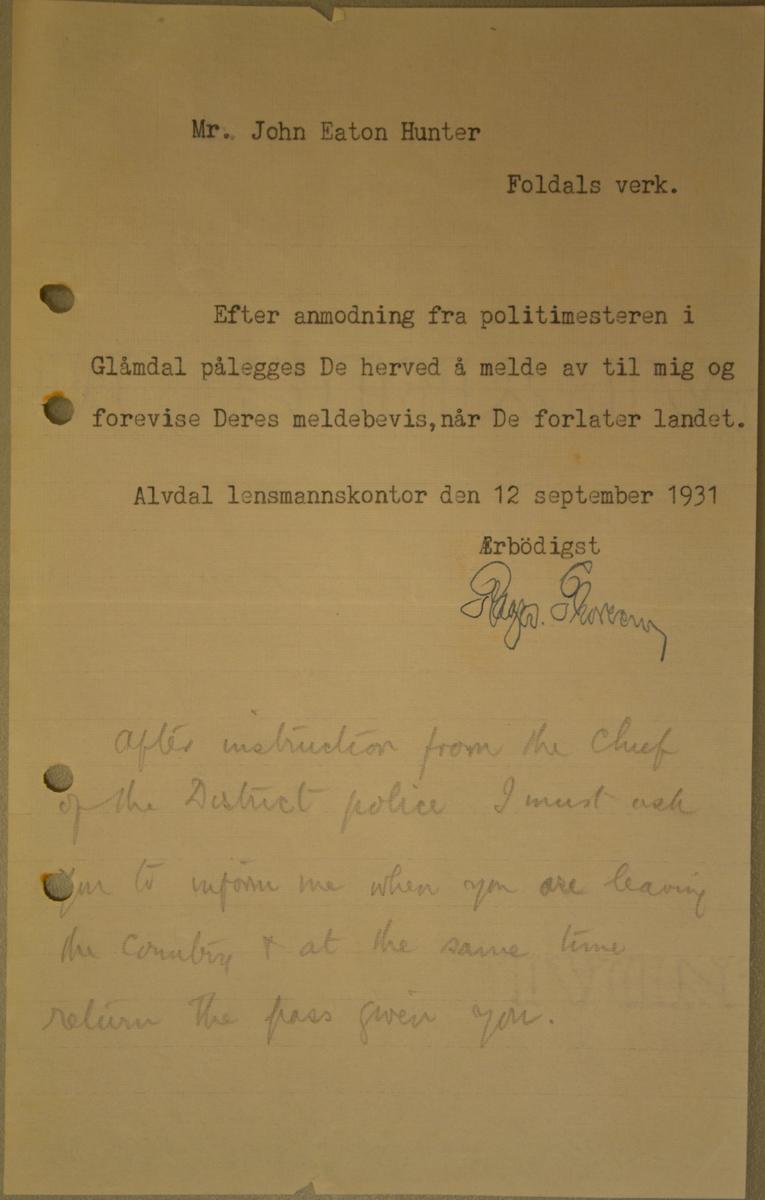 Mr. John Eaton Hunter
Foldals verk.
Efter anmodning fra politimesteren i
Glåmdal pålegges De herved å melde av til mig og
forevise Deres meldebevis,når De forlater landet.
Alvdal lensmannskontor den 12 september 1931
Ærbödigst
After instruction from the Chief
of the District police I must ask
you to inform me when you are leaving
the Country & at the same time
return the pass given you.